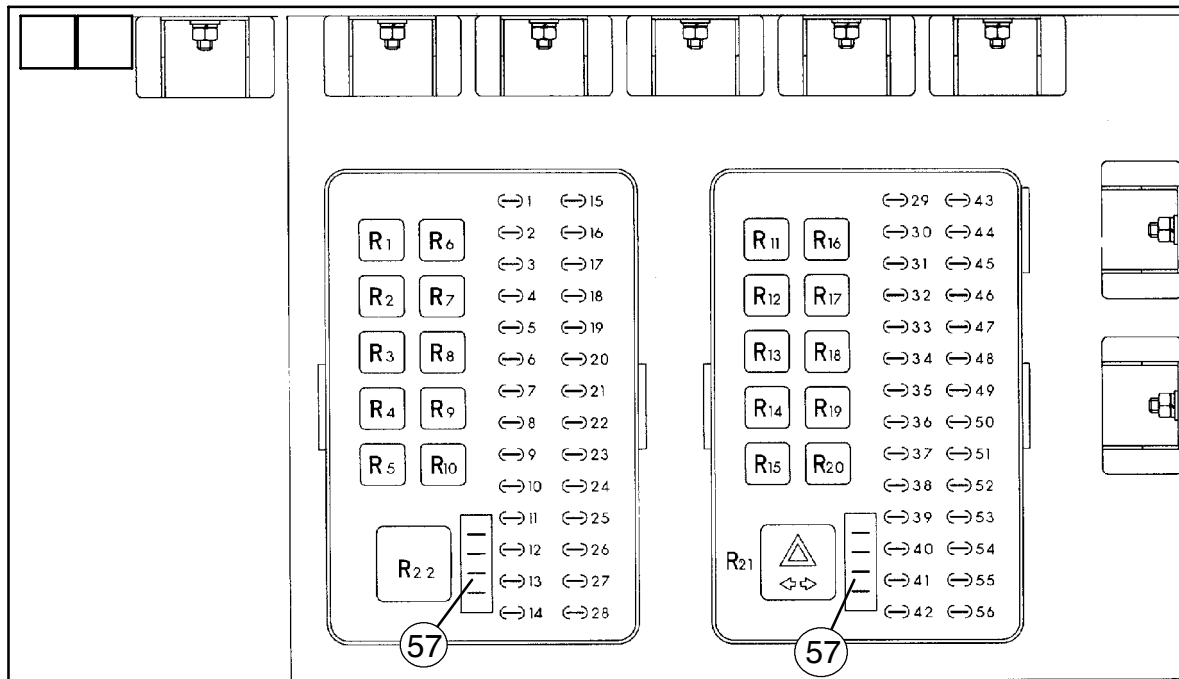 1 15 29 43
R1 R6 2 16 R11 R16 30 44
3 17 31 45
R2 R7 4 18 R12 R17 32 46
5 19 33 47
R3 R8 6 20 R13 R18 34 48
7 21 35 49
R4 R9 8 22 R14 R19 36 50
9 23 37 51
R5 R10 10 24 R15 R20 38 52
11 25 39 53
R22 12 26 R21 40 54
13 27 41 55
14 28 42 56
57 57